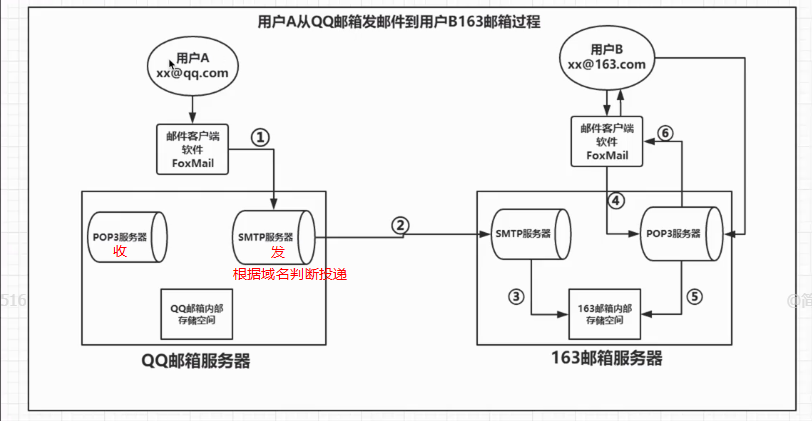 用户A从QQ邮箱发邮件到用户B163邮箱过程
用户A
xx@qq.com
用户B
xx@163.com
邮件客户端
软件
FoxMail
①
邮件客户端
软件
FoxMail
⑥
④
POP3服务器
收
SMTP服务器
发
根据域名判断投递
②
SMTP服务器
POP3服务器
③
⑤
QQ邮箱内部
存储空间
163邮箱内部
存储空间
QQ邮箱服务器
163邮箱服务器
516
@简